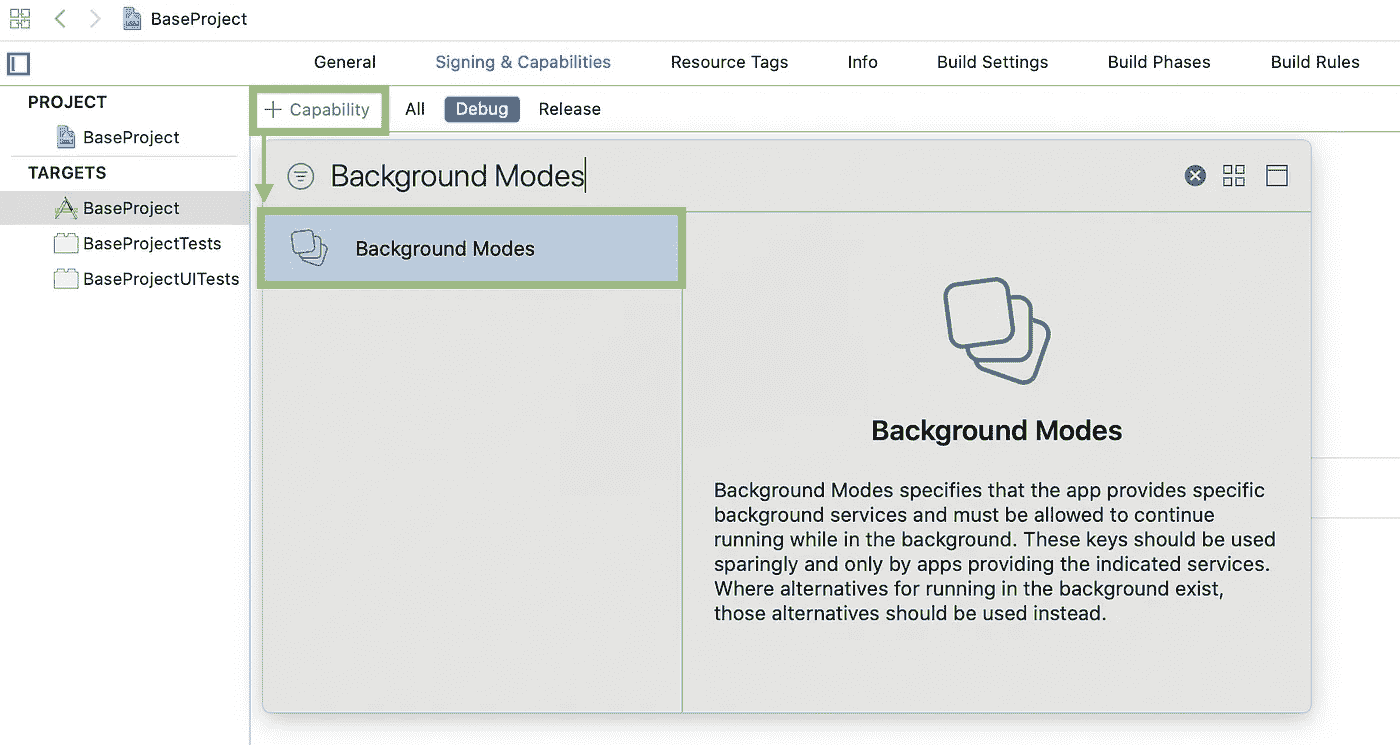 BaseProject
General Signing & Capabilities Resource Tags Info Build Settings Build Phases Build Rules
PROJECT
BaseProject
TARGETS
BaseProject
BaseProjectTests
BaseProjectUITests
+ Capability All Debug Release
Background Modes
Background Modes
Background Modes
Background Modes specifies that the app provides specific
background services and must be allowed to continue
running while in the background. These keys should be used
sparingly and only by apps providing the indicated services.
Where alternatives for running in the background exist,
those alternatives should be used instead.